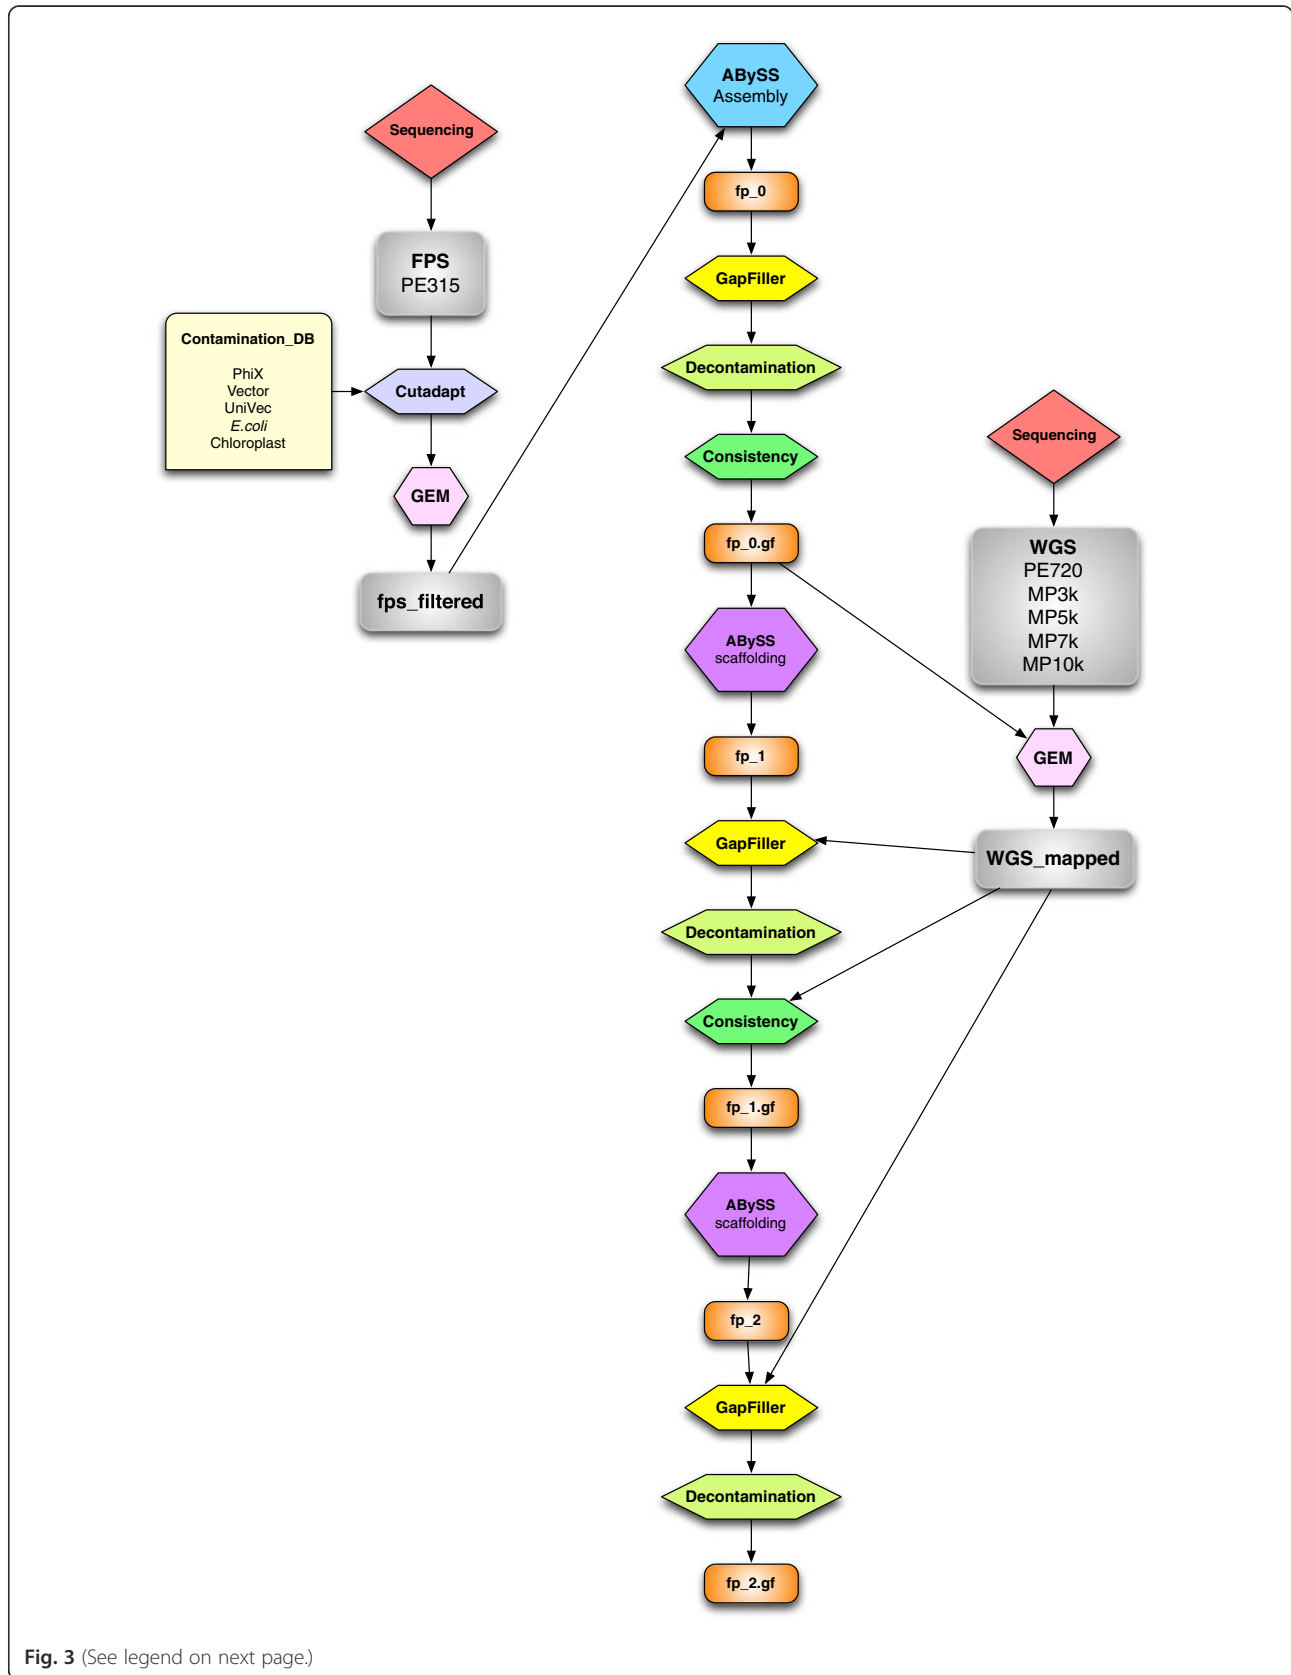 Sequencing
FPS
PE315
Contamination_DB
PhiX
Vector
UniVec
E.coli
Chloroplast
Cutadapt
GEM
fps_filtered
ABySS
Assembly
fp_0
GapFiller
Decontamination
Consistency
fp_0.gf
ABySS
scaffolding
fp_1
GapFiller
Decontamination
Consistency
fp_1.gf
ABySS
scaffolding
fp_2
GapFiller
Decontamination
fp_2.gf
Sequencing
WGS
PE720
MP3k
MP5k
MP7k
MP10k
GEM
WGS_mapped
Fig. 3 (See legend on next page.)